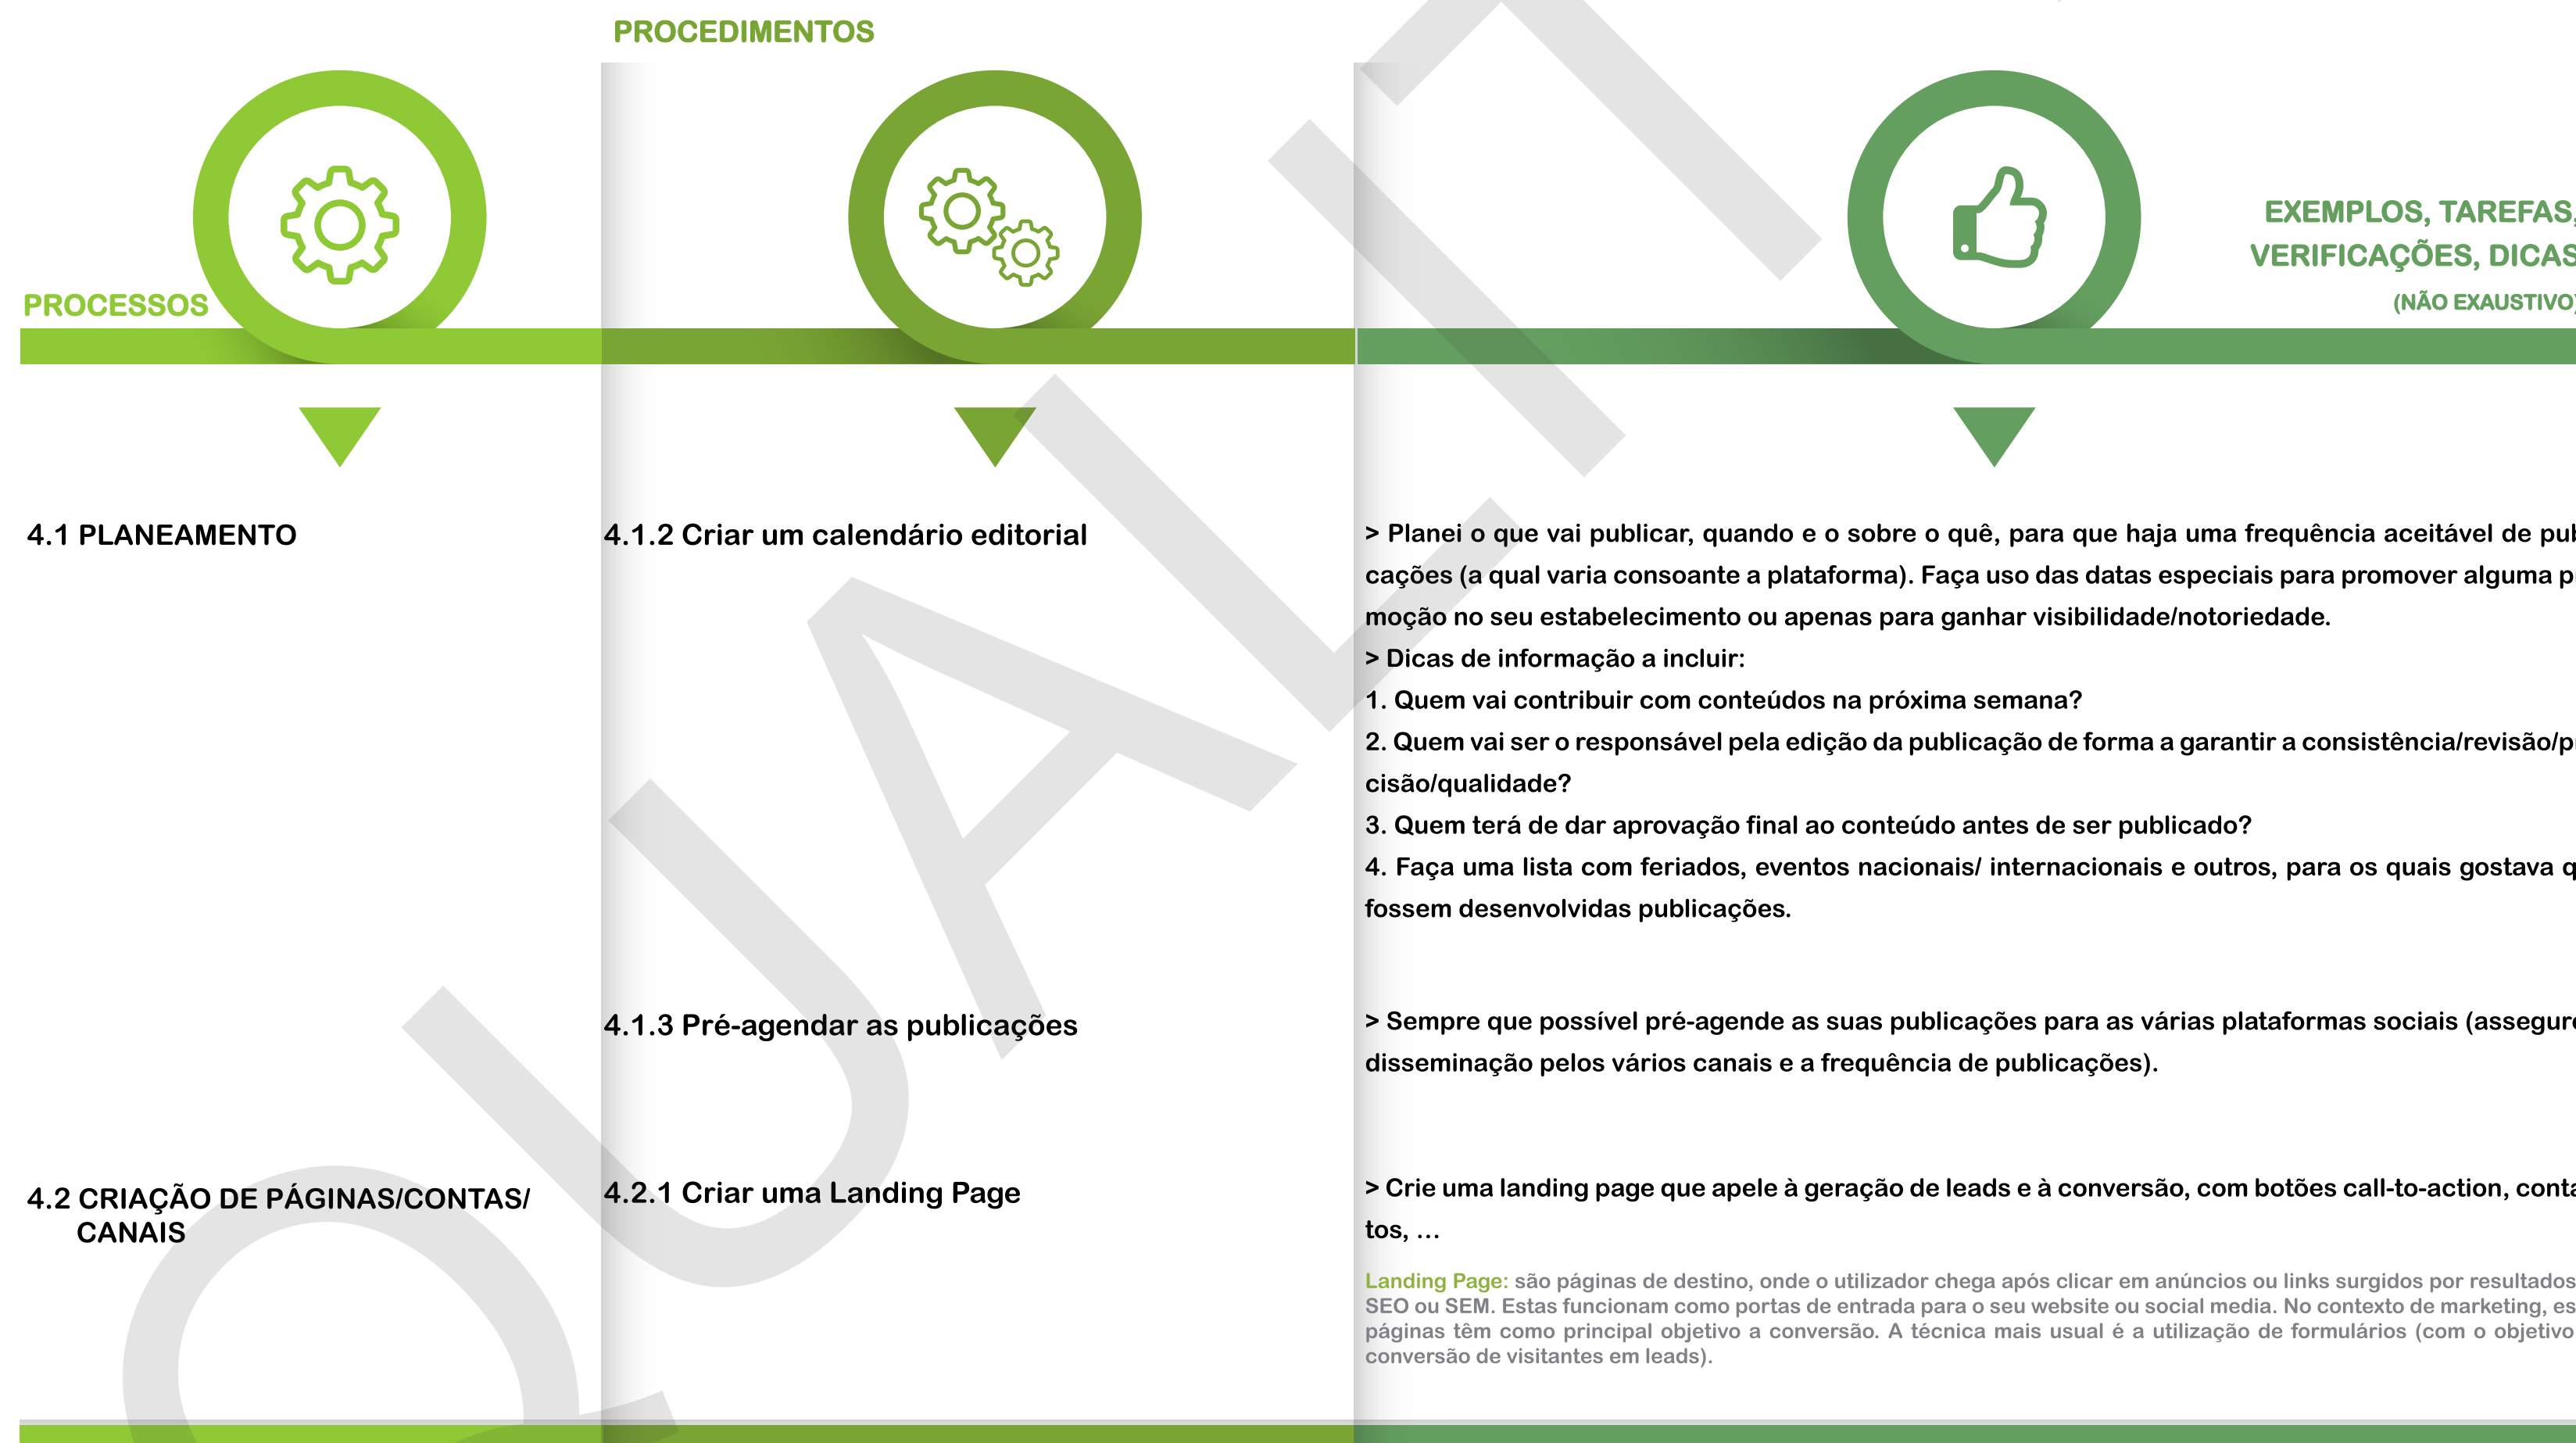 PROCEDIMENTOS
PROCESSOS
EXEMPLOS, TAREFAS,
VERIFICAÇÕES, DICAS
(NÃO EXAUSTIVO)
4.1 PLANEAMENTO
4.1.2 Criar um calendário editorial
> Planei o que vai publicar, quando e o sobre o quê, para que haja uma frequência aceitável de
cações (a qual varia consoante a plataforma). Faça uso das datas especiais para promover alguma
moção no seu estabelecimento ou apenas para ganhar visibilidade/notoriedade.
> Dicas de informação a incluir:
1. Quem vai contribuir com conteúdos na próxima semana?
2. Quem vai ser o responsável pela edição da publicação de forma a garantir a consistência/revisão/
cisão/qualidade?
3. Quem terá de dar aprovação final ao conteúdo antes de ser publicado?
4. Faça uma lista com feriados, eventos nacionais/ internacionais e outros, para os quais gostava
fossem desenvolvidas publicações.
4.1.3 Pré-agendar as publicações
> Sempre que possível pré-agende as suas publicações para as várias plataformas sociais
disseminação pelos vários canais e a frequência de publicações).
4.2 CRIAÇÃO DE PÁGINAS/CONTAS/
CANAIS
4.2.1 Criar uma Landing Page
> Crie uma landing page que apele à geração de leads e à conversão, com botões call-to-action,
tos, ...
Landing Page: são páginas de destino, onde o utilizador chega após clicar em anúncios ou links surgidos por resultados
SEO ou SEM. Estas funcionam como portas de entrada para o seu website ou social media. No contexto de marketing,
páginas têm como principal objetivo a conversão. A técnica mais usual é a utilização de formulários (com o objetivo
conversão de visitantes em leads).